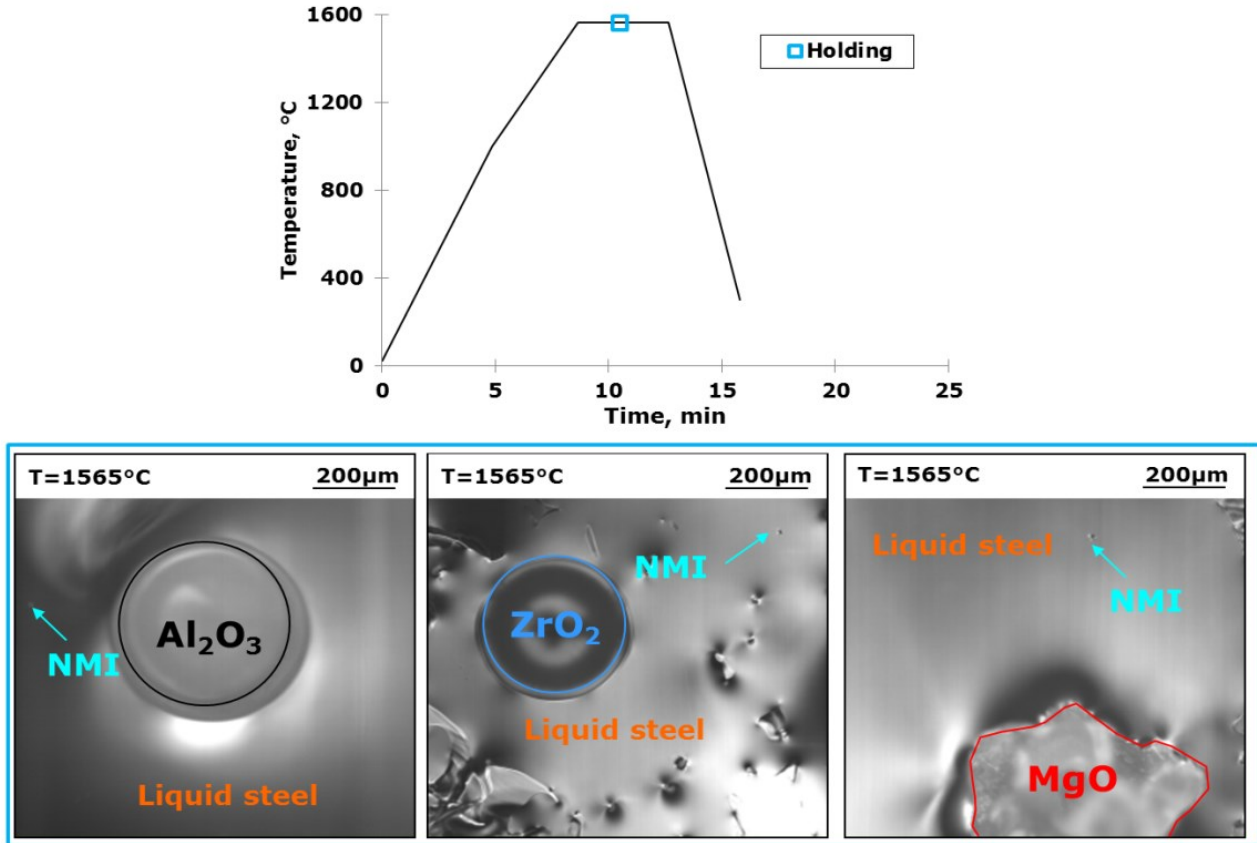 1600
1200
800
400
0
Temperature, °C
0 5 10 15 20 25
Time, min
Holding
T=1565°C 200µm
Al₂O₃
NMI
Liquid steel
T=1565°C 200µm
NMI
ZrO₂
Liquid steel
T=1565°C 200µm
Liquid steel
NMI
MgO